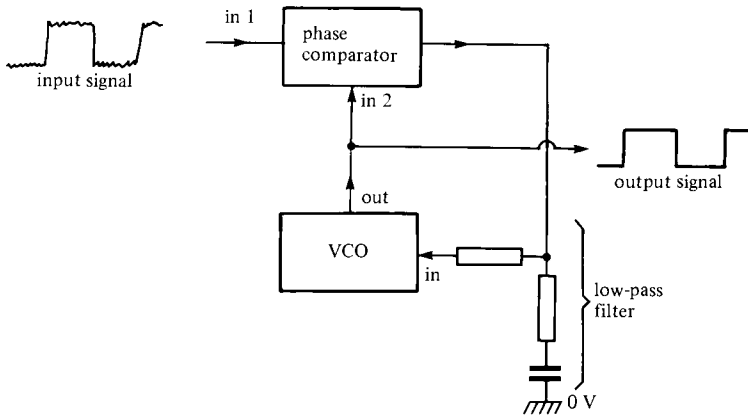 in 1
phase
comparator
input signal
in 2
output signal
out
VCO
in
low-pass
filter
0 V